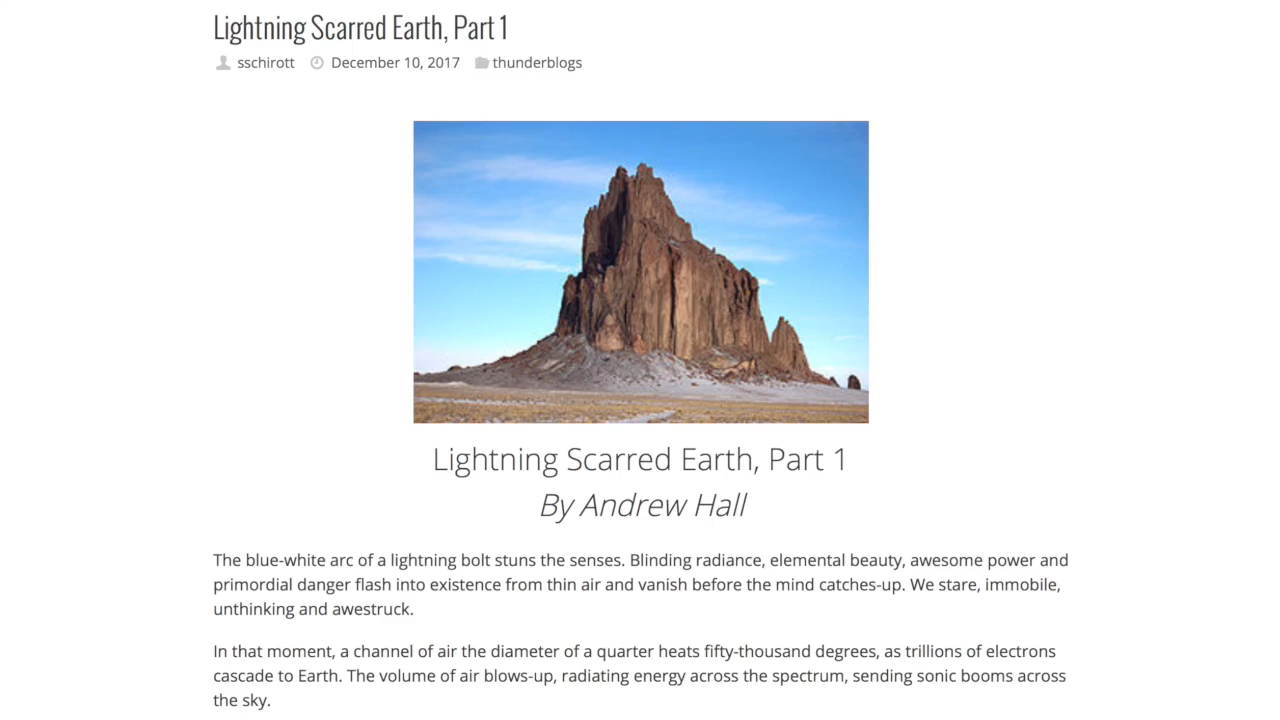 Lightning Scarred Earth, Part 1
sschirott December 10, 2017 thunderblogs
Lightning Scarred Earth, Part 1
By Andrew Hall
The blue-white arc of a lightning bolt stuns the senses. Blinding radiance, elemental beauty, awesome power and
primordial danger flash into existence from thin air and vanish before the mind catches-up. We stare, immobile,
unthinking and awestruck.
In that moment, a channel of air the diameter of a quarter heats fifty-thousand degrees, as trillions of electrons
cascade to Earth. The volume of air blows-up, radiating energy across the spectrum, sending sonic booms across
the sky.